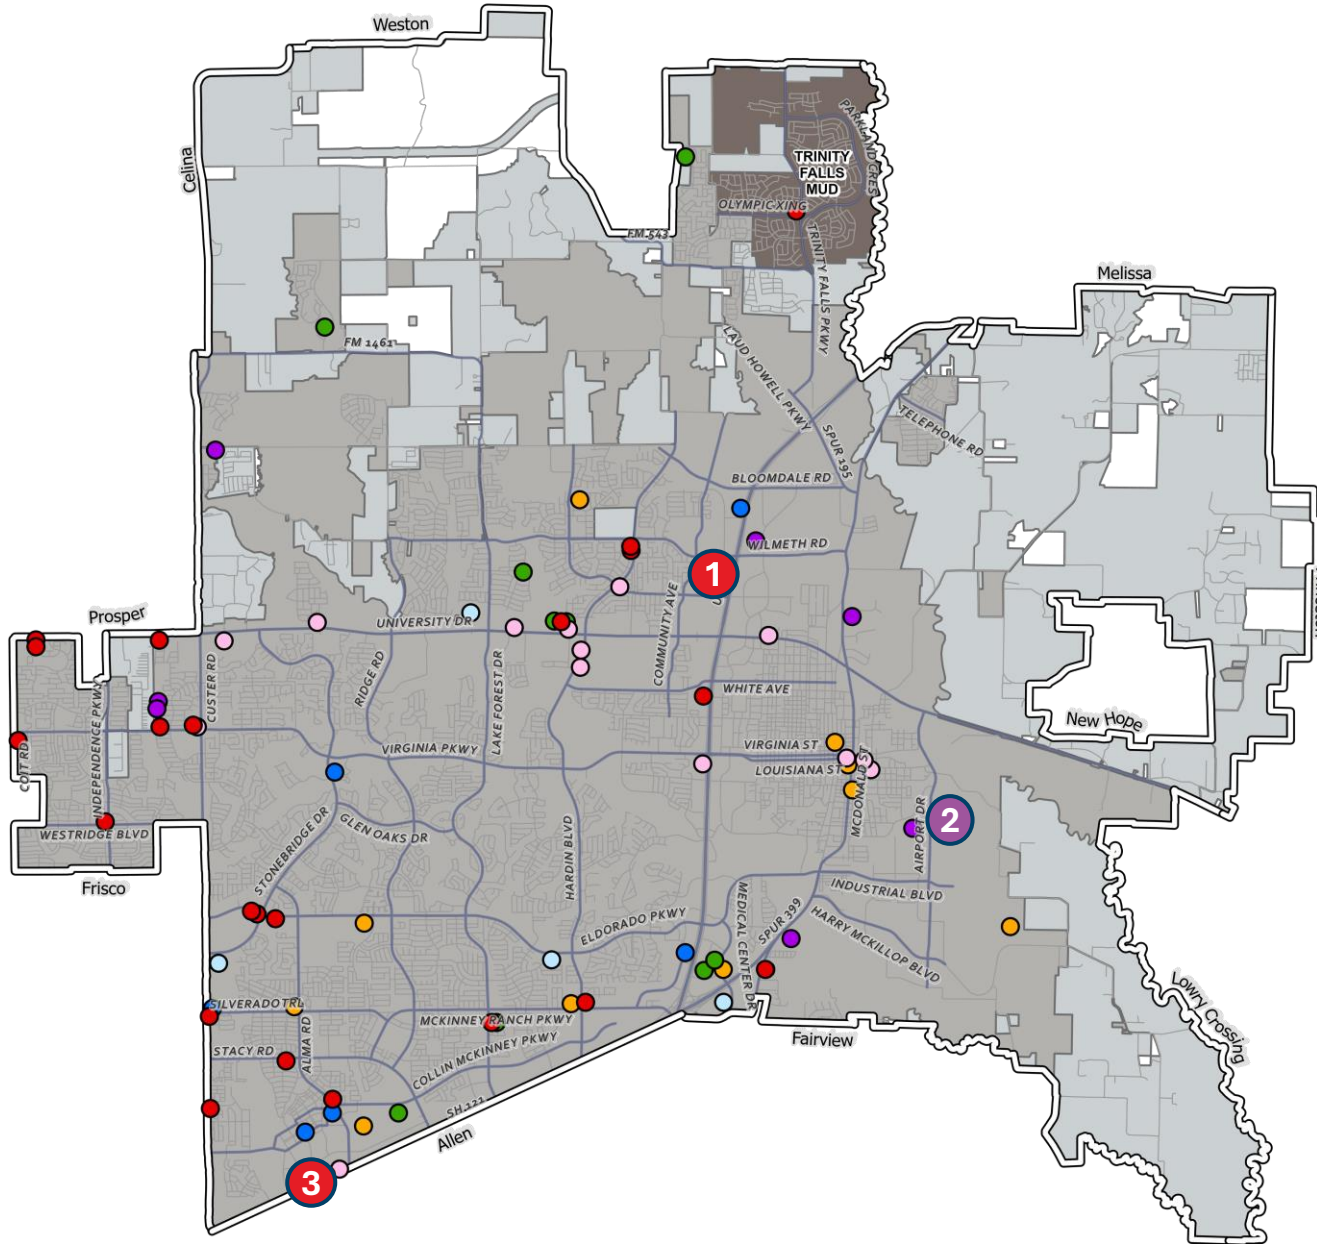 Weston
Celina
PARKLAND CRES
TRINITY
FALLS
MUD
OLYMPIC XING
FM 543
TRINITY FALLS PKWY
Melissa
FM 1461
LAUD HOWELL PKWY
SPUR 195
TELEPHONE RD
BLOOMDALE RD
WILMETH RD
1
Prosper
UNIVERSITY DR
COMMUNITY AVE
CUSTER RD
RIDGE RD
LAKE FOREST DR
WHITE AVE
INDEPENDENCE PKWY
COIT RD
New Hope
VIRGINIA PKWY
VIRGINIA ST
LOUISIANA ST
MCDONALD ST
2
AIRPORT DR
WESTRIDGE BLVD
STONEBRIDGE DR
GLEN OAKS DR
HARDIN BLVD
Frisco
INDUSTRIAL BLVD
ELDORADO PKWY
MEDICAL CENTER DR
SPUR 399
HARRY MCKILLOP BLVD
SILVERADO TRL
MCKINNEY RANCH PKWY
STACY RD
ALMA RD
COLLIN MCKINNEY PKWY
Fairview
Lowry Crossing
SH 121
Allen
3